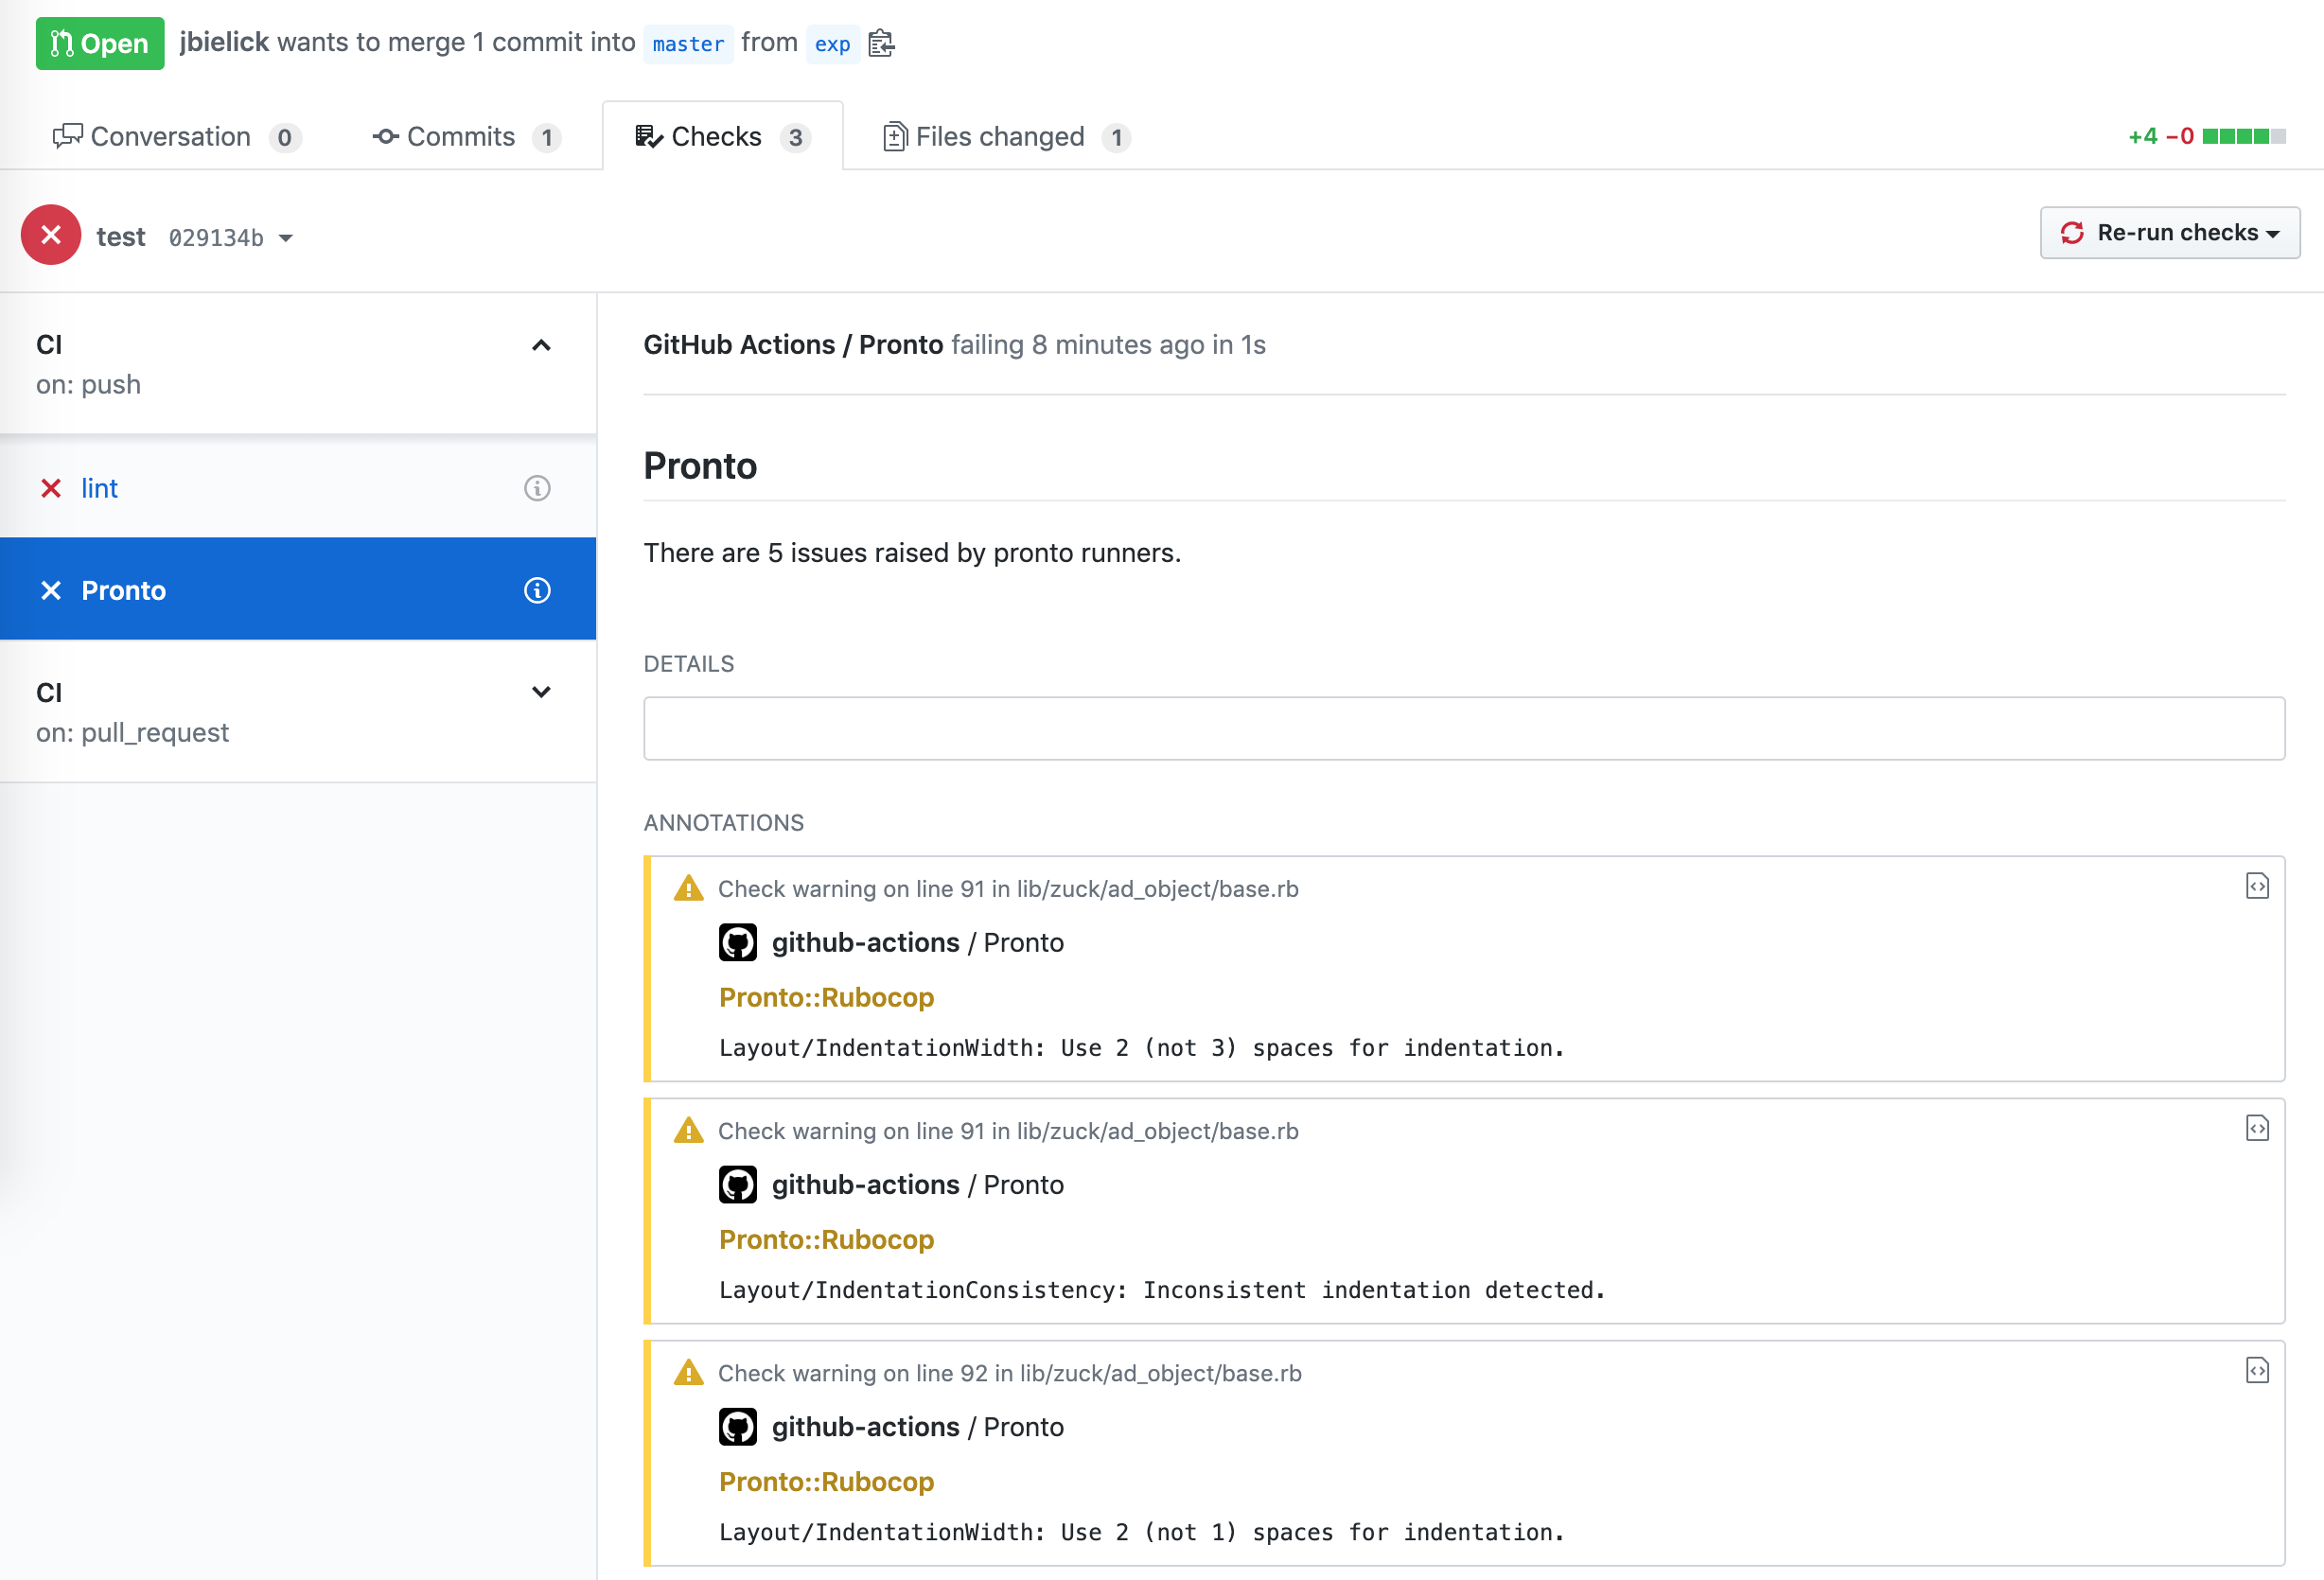 Open jbielick wants to merge 1 commit into master from exp
Conversation 0 Commits 1 Checks 3 Files changed 1 +4 −0
test 029134b Re-run checks
CI
on: push
lint
Pronto
CI
on: pull_request
GitHub Actions / Pronto failing 8 minutes ago in 1s
Pronto
There are 5 issues raised by pronto runners.
DETAILS
ANNOTATIONS
Check warning on line 91 in lib/zuck/ad_object/base.rb
github-actions / Pronto
Pronto::Rubocop
Layout/IndentationWidth: Use 2 (not 3) spaces for indentation.
Check warning on line 91 in lib/zuck/ad_object/base.rb
github-actions / Pronto
Pronto::Rubocop
Layout/IndentationConsistency: Inconsistent indentation detected.
Check warning on line 92 in lib/zuck/ad_object/base.rb
github-actions / Pronto
Pronto::Rubocop
Layout/IndentationWidth: Use 2 (not 1) spaces for indentation.